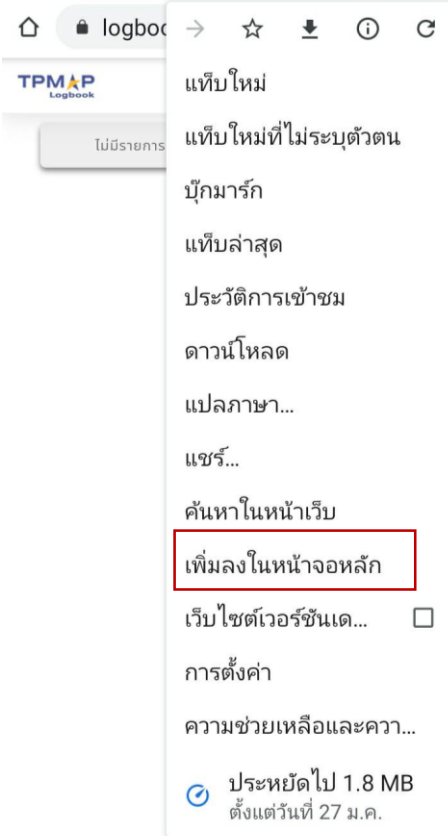 logboo
TPMAP
Logbook
ไม่มีรายการ
แท็บใหม่
แท็บใหม่ที่ไม่ระบุตัวตน
บุ๊กมาร์ก
แท็บล่าสุด
ประวัติการเข้าชม
ดาวน์โหลด
แปลภาษา...
แชร์...
ค้นหาในหน้าเว็บ
เพิ่มลงในหน้าจอหลัก
เว็บไซต์เวอร์ชันเด...
การตั้งค่า
ความช่วยเหลือและควา...
ประหยัดไป 1.8 MB
ตั้งแต่วันที่ 27 ม.ค.